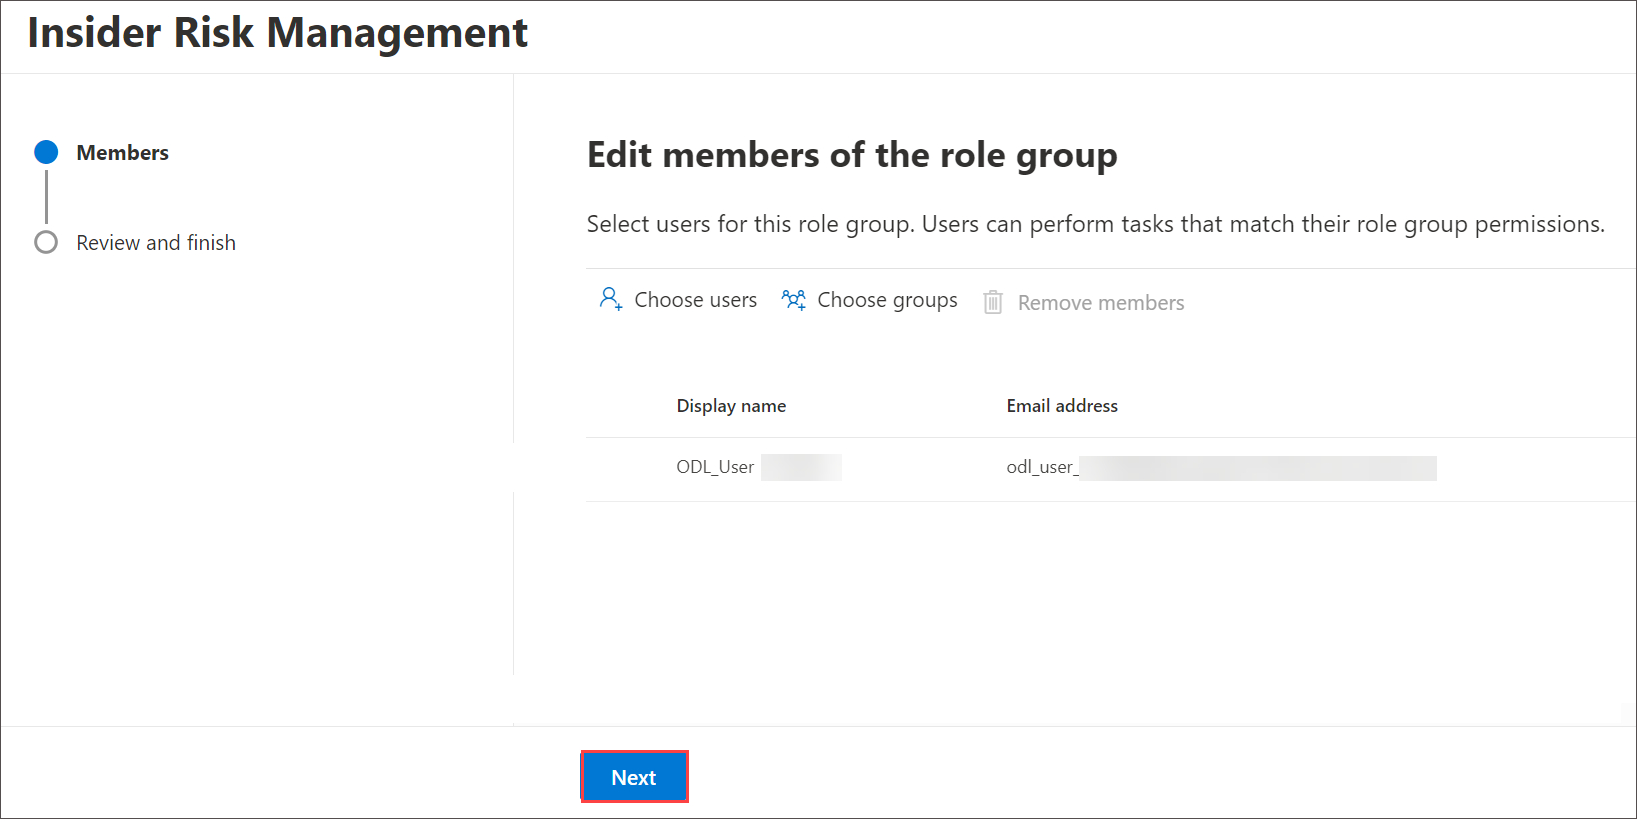 Insider Risk Management
Members
Review and finish
Edit members of the role group
Select users for this role group. Users can perform tasks that match their role group permissions.
Choose users Choose groups Remove members
Display name Email address
ODL_User odl_user_
Next